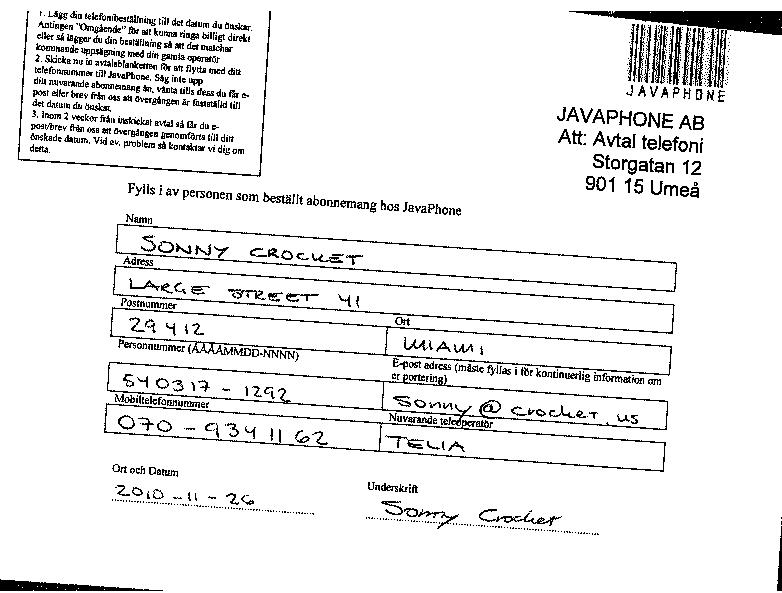 1. Lägg din telefonibeställning till det datum du önskar.
Antingen "Omgående" för att kunna ringa billigt direkt
eller så lägger du din beställning så att det matchar
kommande uppsägning med din gamla operatör
2. Skicka nu in avtalsblanketten för att flytta med ditt
telefonnummer till JavaPhone. Säg inte upp
ditt nuvarande abonnemang än, vänta tills dess du får e-
post eller brev från oss att övergången är fastställd till
det datum du önskat.
3. Inom 2 veckor från inskickat avtal så får du e-
post/brev från oss att övergången genomförts till ditt
önskade datum. Vid ev. problem så kontaktar vi dig om
detta.
JAVAPHONE
JAVAPHONE AB
Att: Avtal telefoni
Storgatan 12
901 15 Umeå
Fylls i av personen som beställt abonnemang hos JavaPhone
Namn
SONNY CROCKET
Adress
LARGE STREET 41
Postnummer
29412
Ort
MIAMI
Personnummer (ÅÅÅÅMMDD-NNNN)
540317-1292
E-post adress (måste fyllas i för kontinuerlig information om
er portering)
Sonny@crocket.us
Mobiltelefonnummer
070-9341162
Nuvarande teleoperatör
TELIA
Ort och Datum
2010-11-26
Underskrift
Sonny Crocket